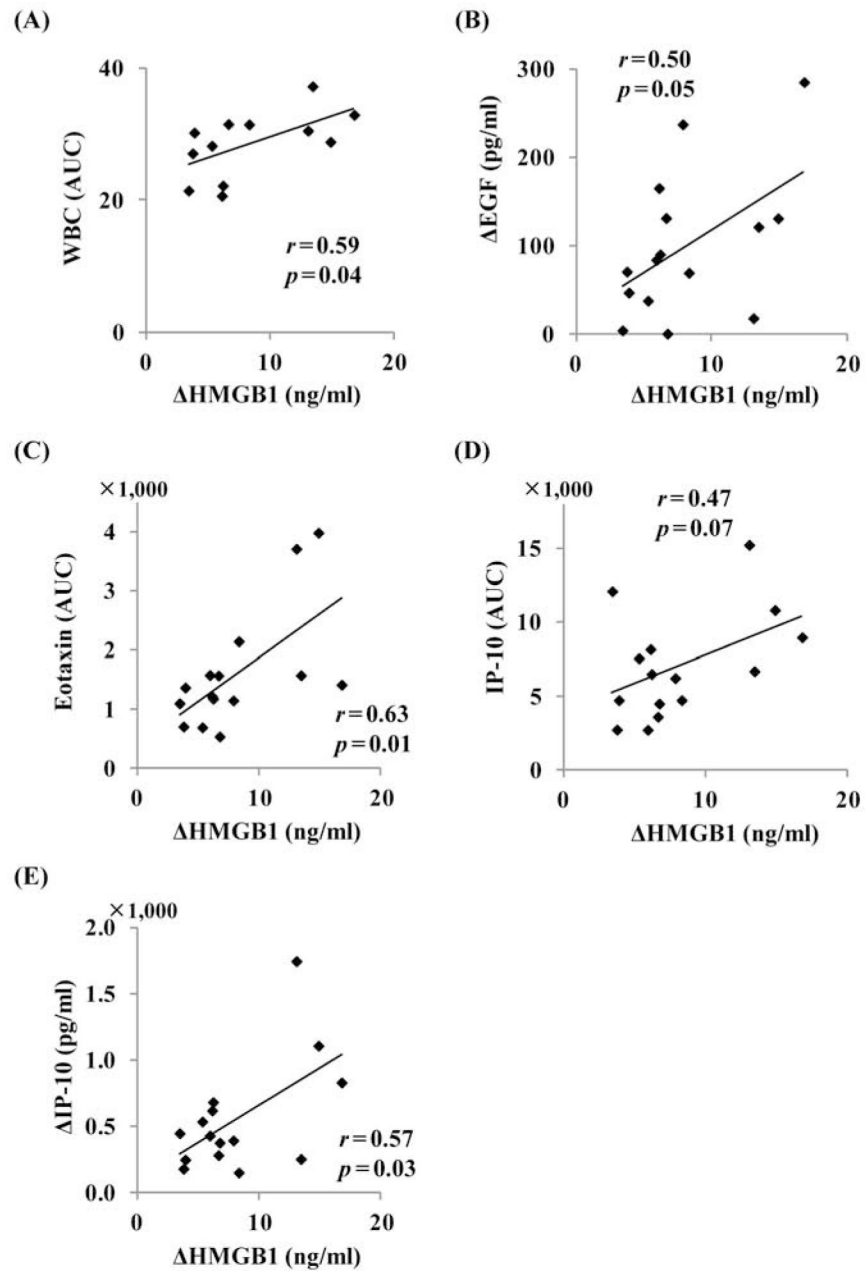 (A)
40
20
0
WBC (AUC)
r=0.59
p=0.04
0 10 20
ΔHMGB1 (ng/ml)
(B)
300
200
100
0
ΔEGF (pg/ml)
r=0.50
p=0.05
0 10 20
ΔHMGB1 (ng/ml)
(C)
×1,000
4
3
2
1
0
Eotaxin (AUC)
r=0.63
p=0.01
0 10 20
ΔHMGB1 (ng/ml)
(D)
×1,000
15
10
5
0
IP-10 (AUC)
r=0.47
p=0.07
0 10 20
ΔHMGB1 (ng/ml)
(E)
×1,000
2.0
1.5
1.0
0.5
0.0
ΔIP-10 (pg/ml)
r=0.57
p=0.03
0 10 20
ΔHMGB1 (ng/ml)